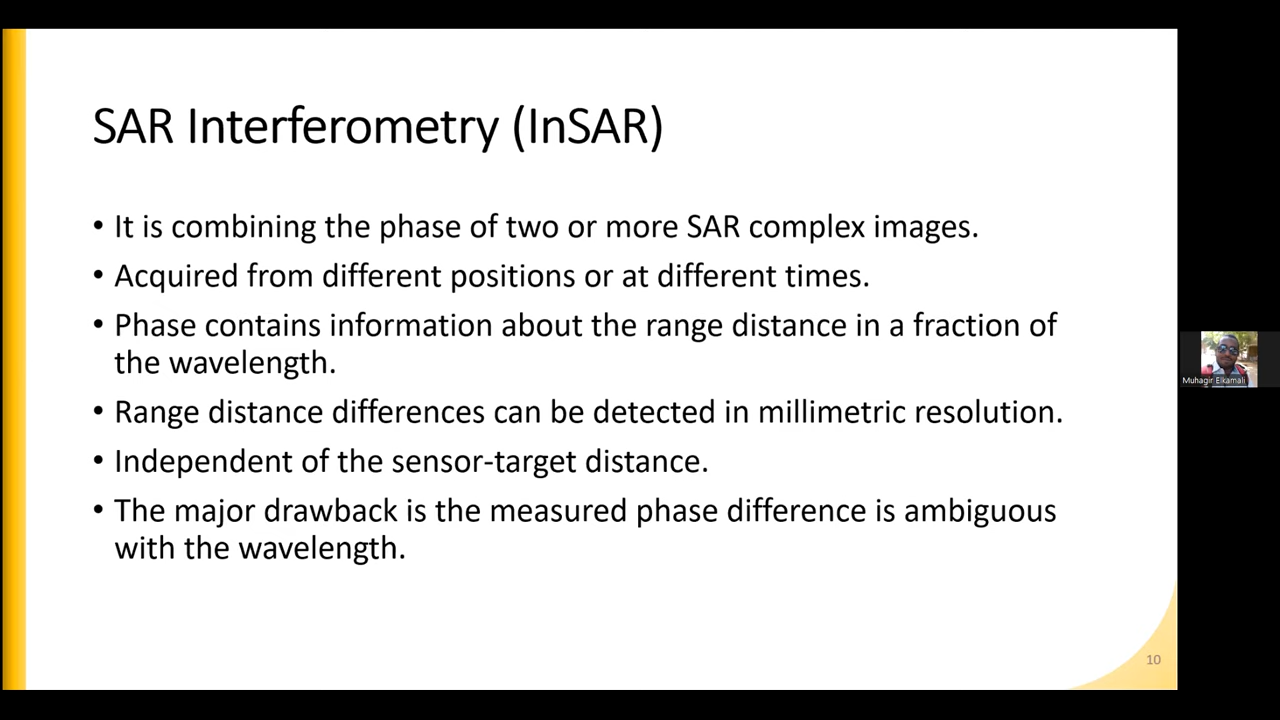 SAR Interferometry (InSAR)
• It is combining the phase of two or more SAR complex images.
• Acquired from different positions or at different times.
• Phase contains information about the range distance in a fraction of
the wavelength.
• Range distance differences can be detected in millimetric resolution.
• Independent of the sensor-target distance.
• The major drawback is the measured phase difference is ambiguous
with the wavelength.
10
Muhagir Elkamali